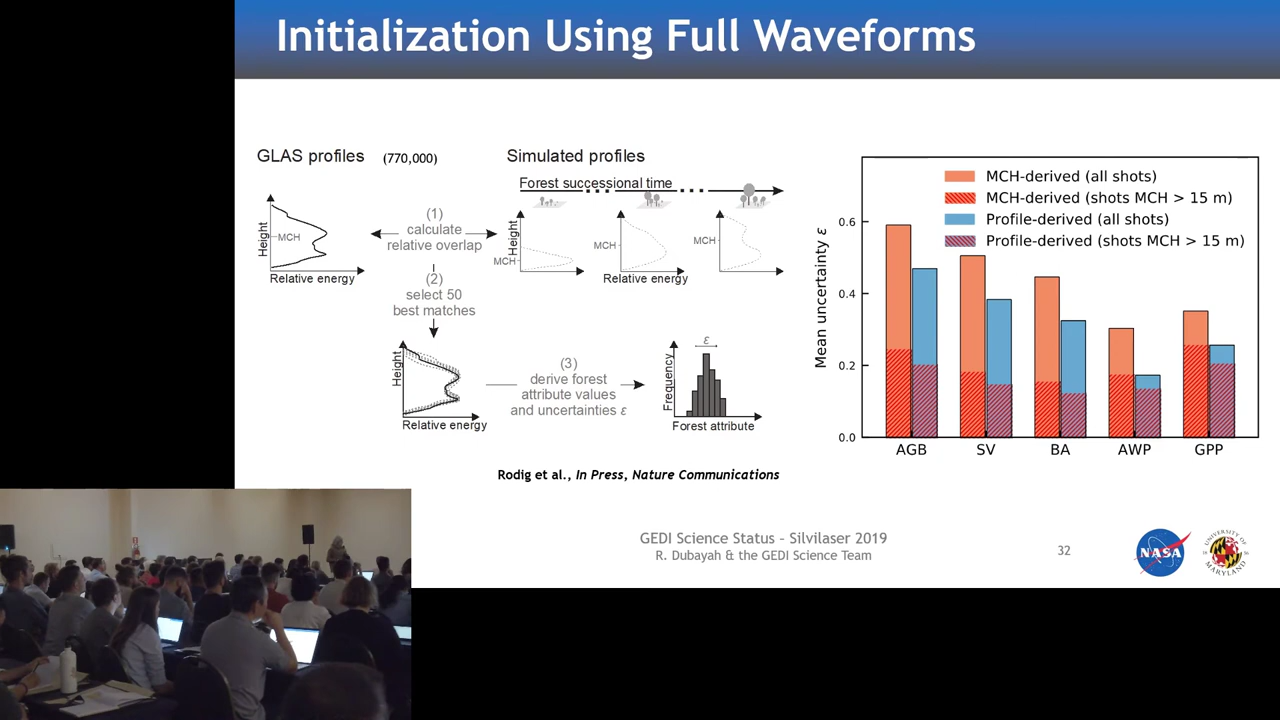 Initialization Using Full Waveforms
GLAS profiles (770,000)
Simulated profiles
Forest successional time
Height
MCH
Relative energy
(1)
calculate
relative overlap
(2)
select 50
best matches
Height
MCH
MCH
MCH
Relative energy
Height
Relative energy
(3)
derive forest
attribute values
and uncertainties ε
ε
Frequency
Forest attribute
Rodig et al., In Press, Nature Communications
MCH-derived (all shots)
MCH-derived (shots MCH > 15 m)
Profile-derived (all shots)
Profile-derived (shots MCH > 15 m)
Mean uncertainty ε
0.6
0.4
0.2
0.0
AGB SV BA AWP GPP
GEDI Science Status - Silvilaser 2019
R. Dubayah & the GEDI Science Team
32
NASA
UNIVERSITY OF
MARYLAND